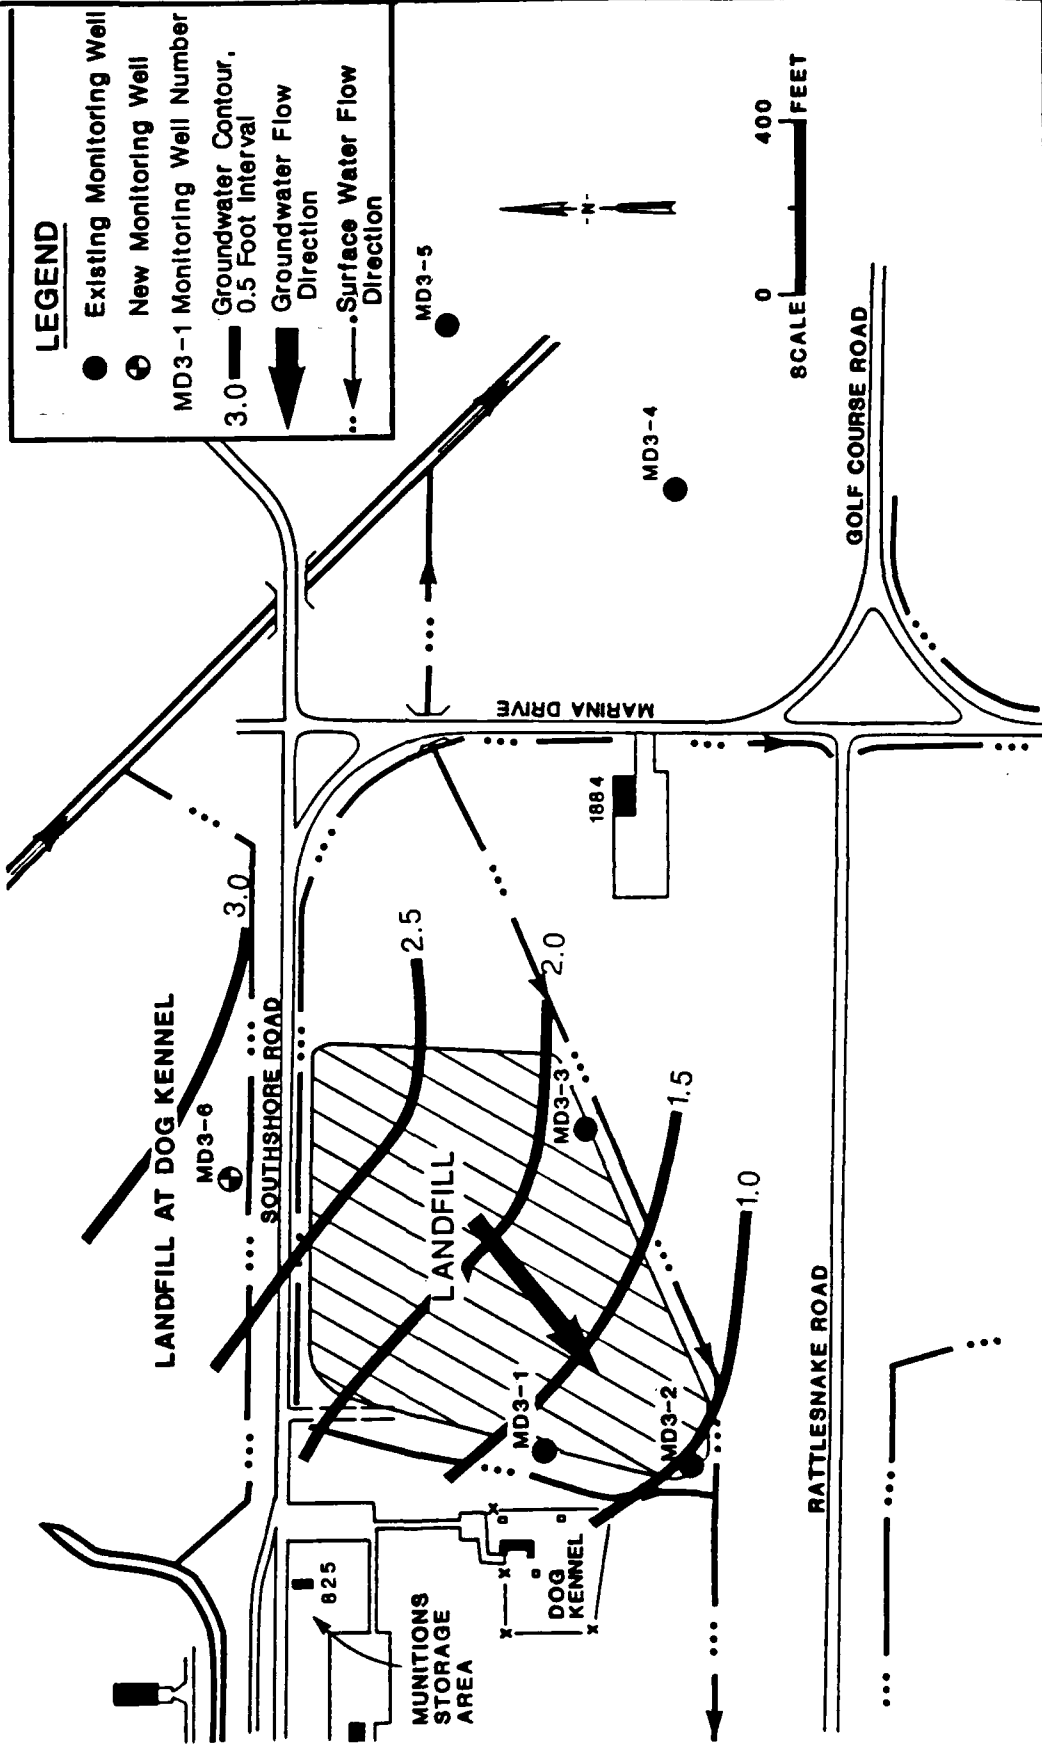 LEGEND
Existing Monitoring Well
New Monitoring Well
MD3-1 Monitoring Well Number
3.0 Groundwater Contour,
0.5 Foot Interval
Groundwater Flow
Direction
Surface Water Flow
Direction
MD3-5
-N-
0 400
SCALE FEET
MD3-4
GOLF COURSE ROAD
MARINA DRIVE
1884
3.0
2.5
2.0
1.5
1.0
LANDFILL AT DOG KENNEL
MD3-6
SOUTHSHORE ROAD
MD3-3
LANDFILL
MD3-1
MD3-2
RATTLESNAKE ROAD
825
DOG
KENNEL
MUNITIONS
STORAGE
AREA